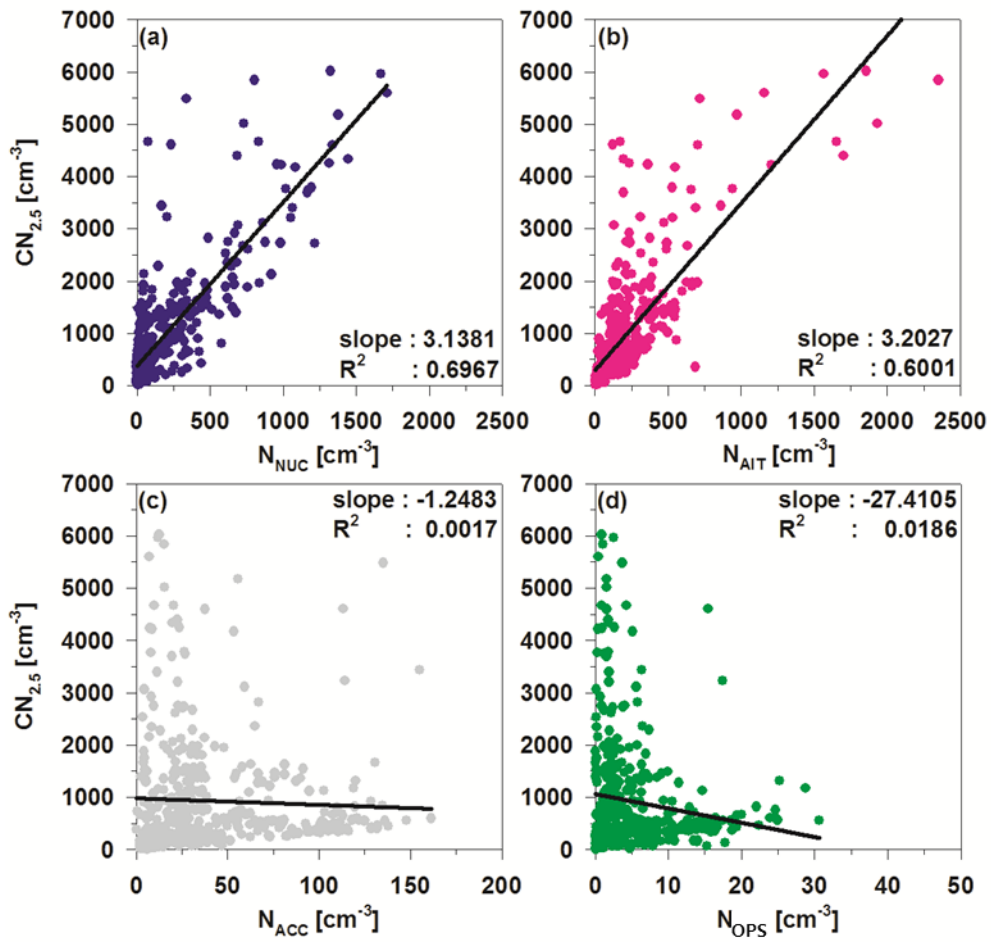 (a)
7000
6000
5000
4000
3000
2000
1000
0
CN2.5 [cm-3]
slope : 3.1381
R2 : 0.6967
0 500 1000 1500 2000 2500
NNUC [cm-3]
(b)
7000
6000
5000
4000
3000
2000
1000
0
slope : 3.2027
R2 : 0.6001
0 500 1000 1500 2000 2500
NAIT [cm-3]
(c)
7000
6000
5000
4000
3000
2000
1000
0
CN2.5 [cm-3]
slope : -1.2483
R2 : 0.0017
0 50 100 150 200
NACC [cm-3]
(d)
7000
6000
5000
4000
3000
2000
1000
0
slope : -27.4105
R2 : 0.0186
0 10 20 30 40 50
NOPS [cm-3]